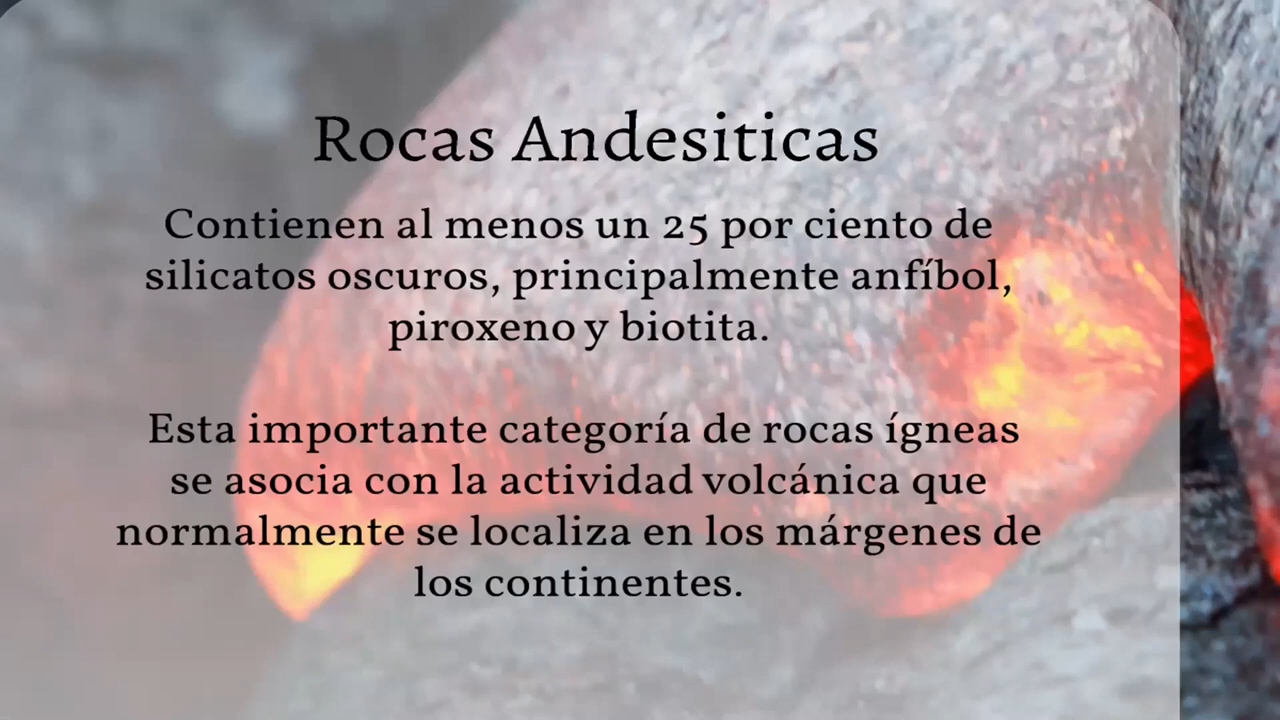 Rocas Andesiticas
Contienen al menos un 25 por ciento de
silicatos oscuros, principalmente anfíbol,
piroxeno y biotita.
Esta importante categoría de rocas ígneas
se asocia con la actividad volcánica que
normalmente se localiza en los márgenes de
los continentes.